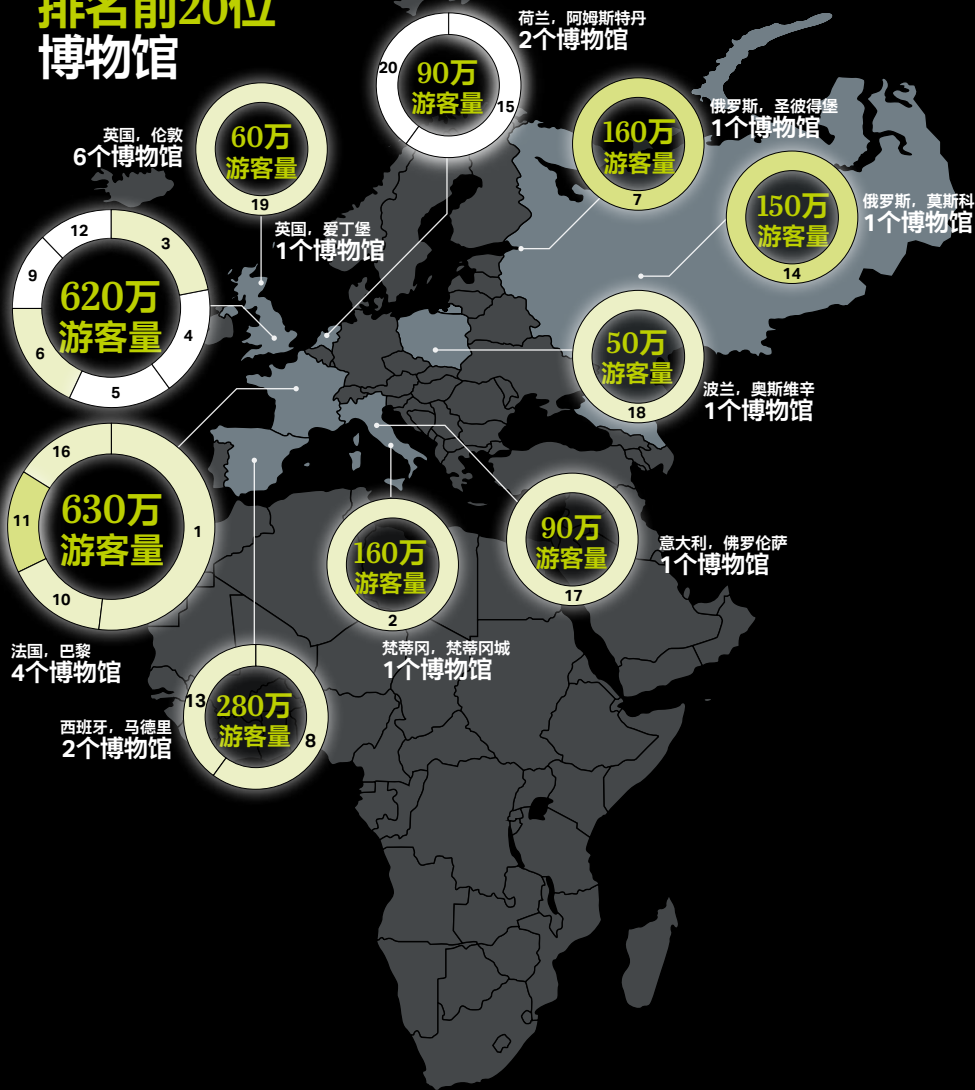 排名前20位
博物馆
荷兰，阿姆斯特丹
2个博物馆
20
90万
游客量
15
俄罗斯，圣彼得堡
1个博物馆
160万
游客量
7
英国，伦敦
6个博物馆
60万
游客量
19
英国，爱丁堡
1个博物馆
俄罗斯，莫斯科
1个博物馆
150万
游客量
14
12
3
9
620万
游客量
4
6
5
50万
游客量
18
波兰，奥斯维辛
1个博物馆
16
630万
游客量
11
1
10
法国，巴黎
4个博物馆
160万
游客量
2
梵蒂冈，梵蒂冈城
1个博物馆
90万
游客量
17
意大利，佛罗伦萨
1个博物馆
13
280万
游客量
8
西班牙，马德里
2个博物馆